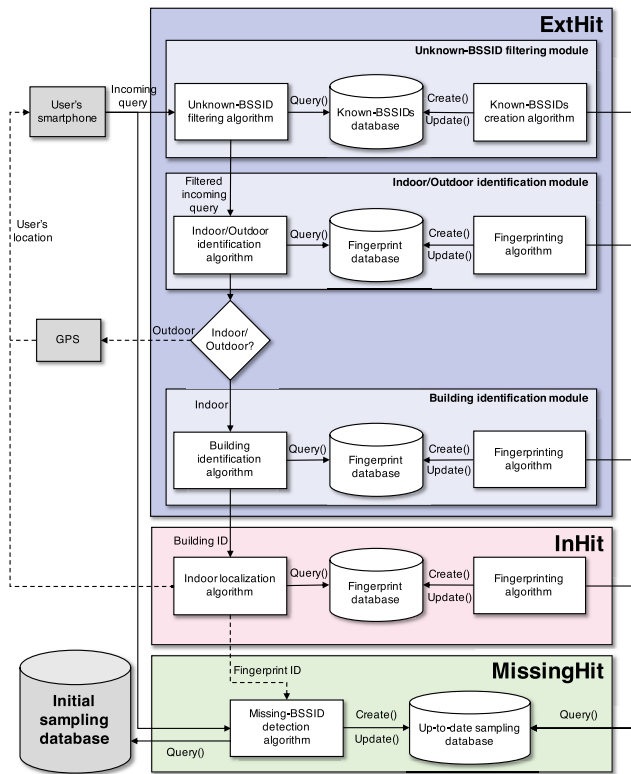 ExtHit
Unknown-BSSID filtering module
User's
smartphone
Incoming
query
Unknown-BSSID
filtering algorithm
Query()
Known-BSSIDs
database
Create()
Update()
Known-BSSIDs
creation algorithm
Filtered
incoming
query
Indoor/Outdoor identification module
Indoor/Outdoor
identification
algorithm
Query()
Fingerprint
database
Create()
Update()
Fingerprinting
algorithm
User's
location
GPS
Outdoor
Indoor/
Outdoor?
Indoor
Building identification module
Building
identification
algorithm
Query()
Fingerprint
database
Create()
Update()
Fingerprinting
algorithm
Building ID
InHit
Indoor localization
algorithm
Query()
Fingerprint
database
Create()
Update()
Fingerprinting
algorithm
Fingerprint ID
MissingHit
Initial
sampling
database
Query()
Missing-BSSID
detection
algorithm
Create()
Update()
Up-to-date sampling
database
Query()